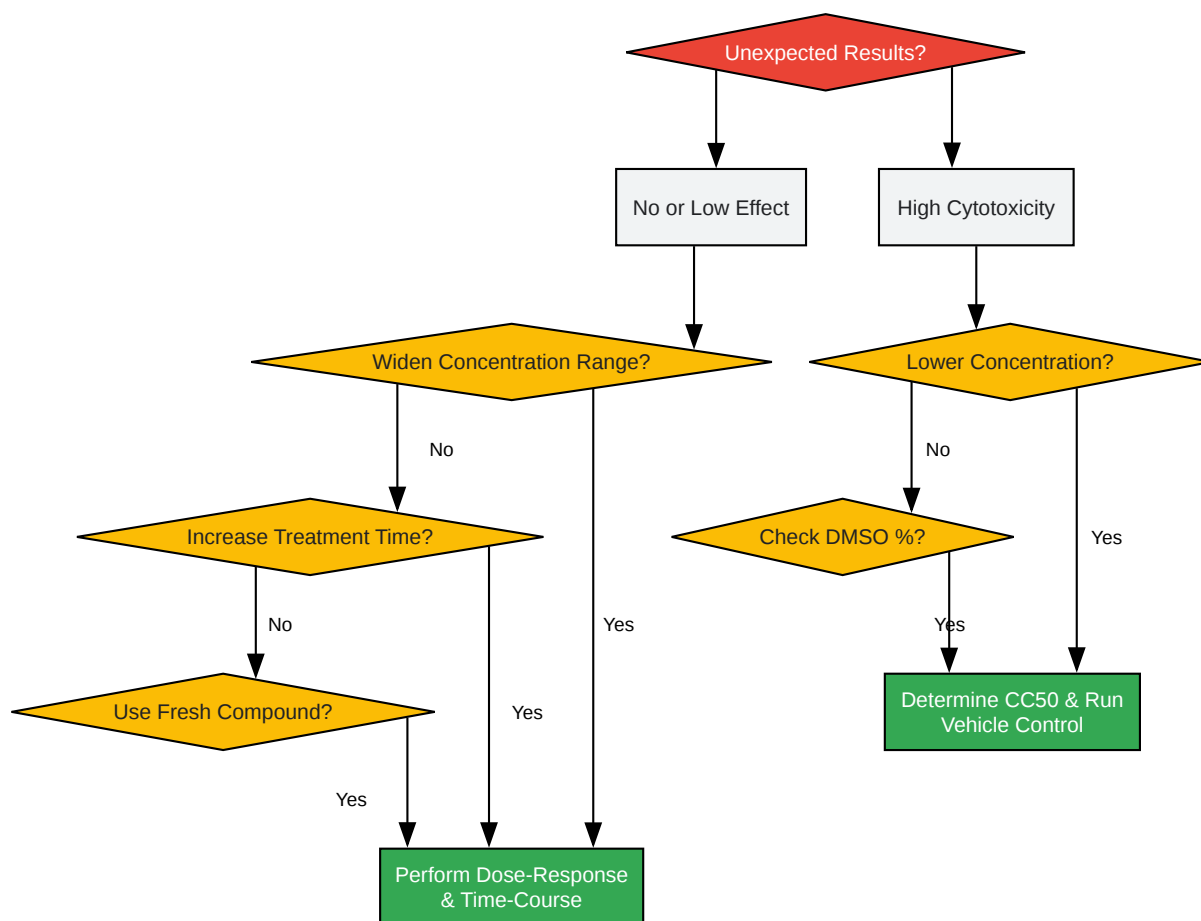 Unexpected Results?
No or Low Effect
High Cytotoxicity
Widen Concentration Range?
Lower Concentration?
No
No
Increase Treatment Time?
Check DMSO %?
Yes
No
Yes
Yes
Use Fresh Compound?
Yes
Determine CC50 & Run
Vehicle Control
Yes
Perform Dose-Response
& Time-Course